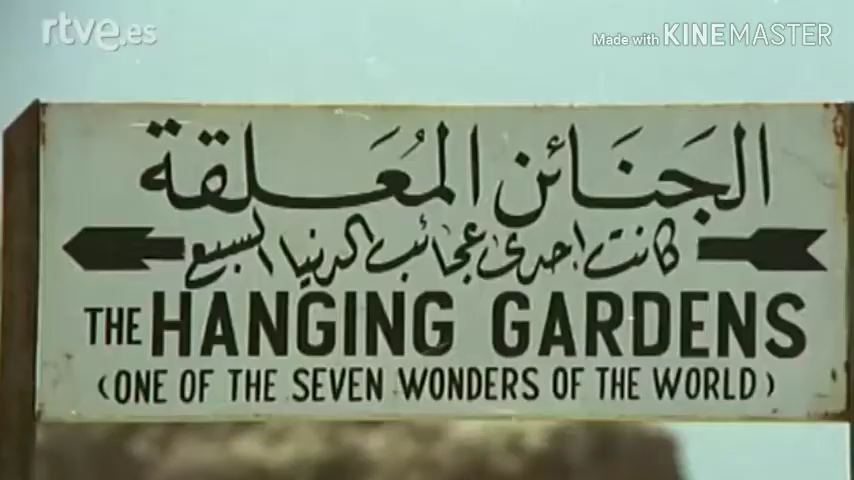 rtve.es
Made with KINEMASTER
الجنائن المعلقة
كانت احدى عجائب الدنيا السبع
THE HANGING GARDENS
(ONE OF THE SEVEN WONDERS OF THE WORLD)